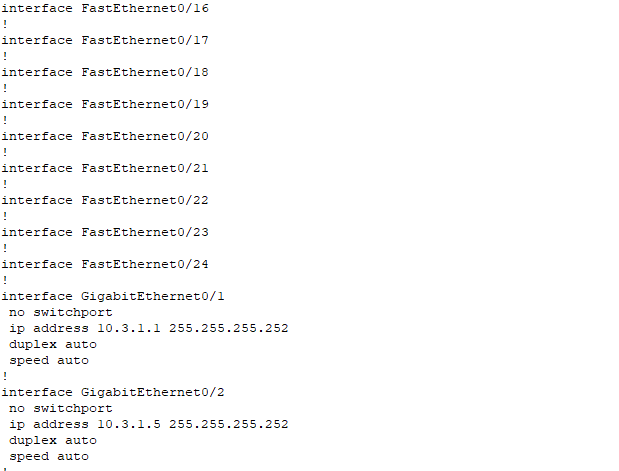 interface FastEthernet0/16
!
interface FastEthernet0/17
!
interface FastEthernet0/18
!
interface FastEthernet0/19
!
interface FastEthernet0/20
!
interface FastEthernet0/21
!
interface FastEthernet0/22
!
interface FastEthernet0/23
!
interface FastEthernet0/24
!
interface GigabitEthernet0/1
 no switchport
 ip address 10.3.1.1 255.255.255.252
 duplex auto
 speed auto
!
interface GigabitEthernet0/2
 no switchport
 ip address 10.3.1.5 255.255.255.252
 duplex auto
 speed auto
!